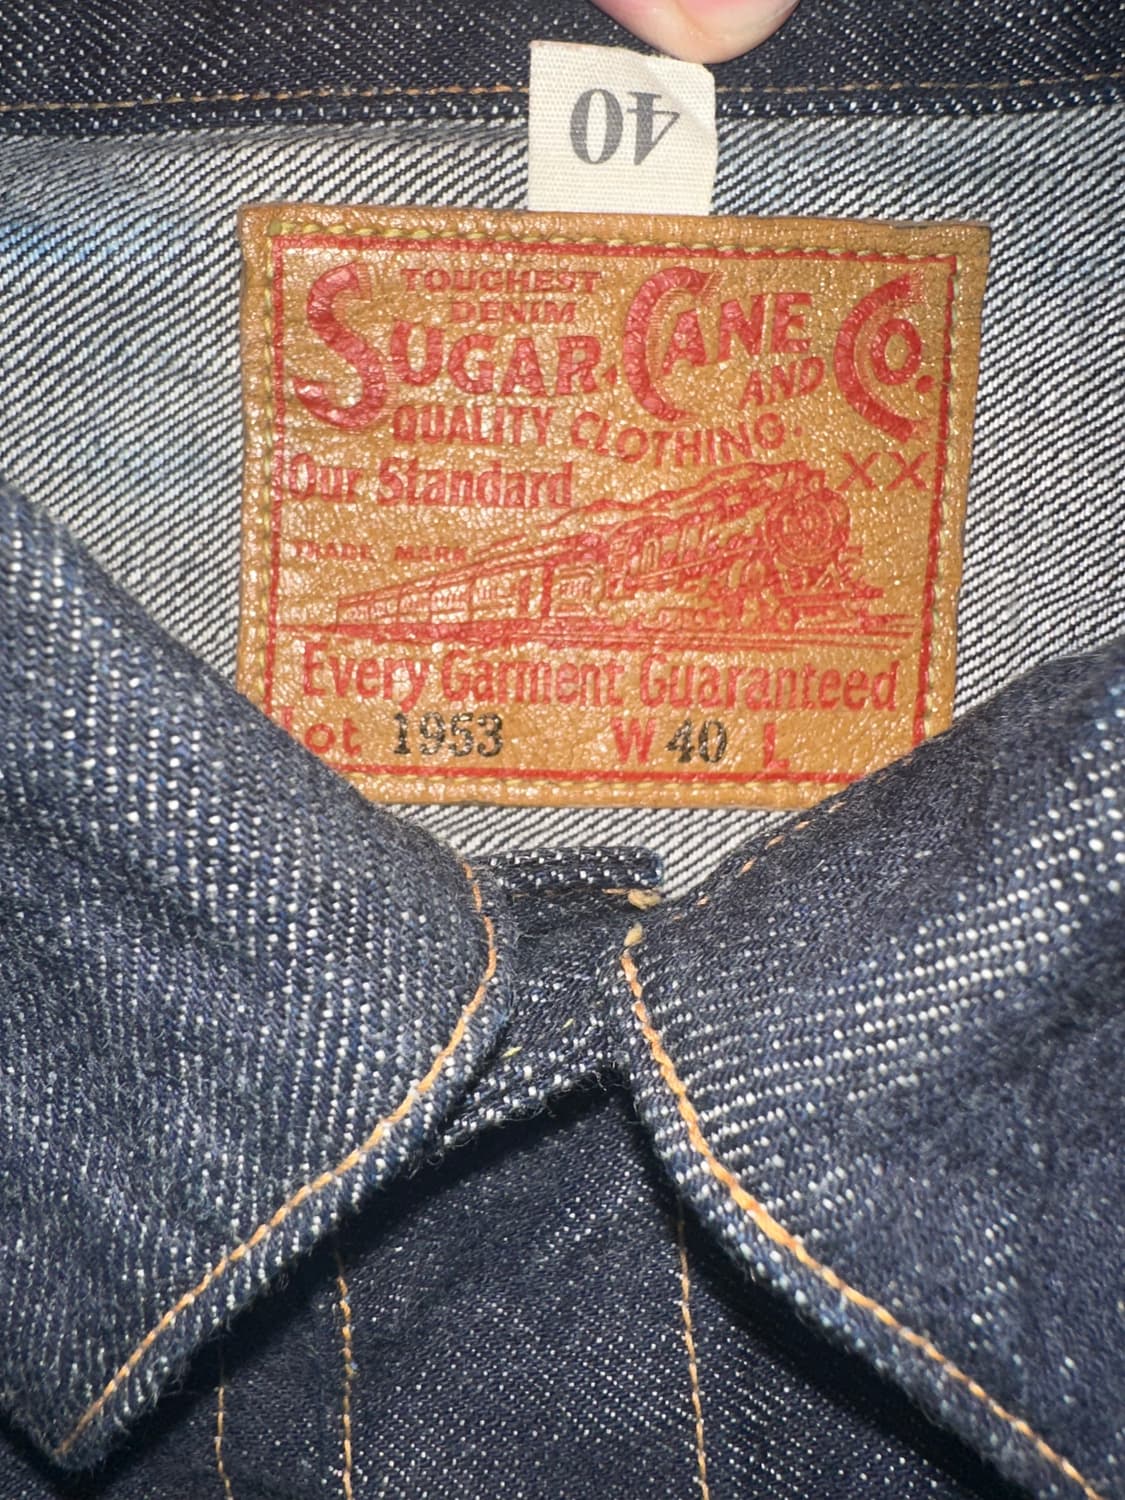 40
TOUGHEST
DENIM
SUGAR CANE AND CO.
QUALITY CLOTHING.
Our Standard
XX
TRADE MARK
Every Garment Guaranteed
Lot 1953 W 40 L